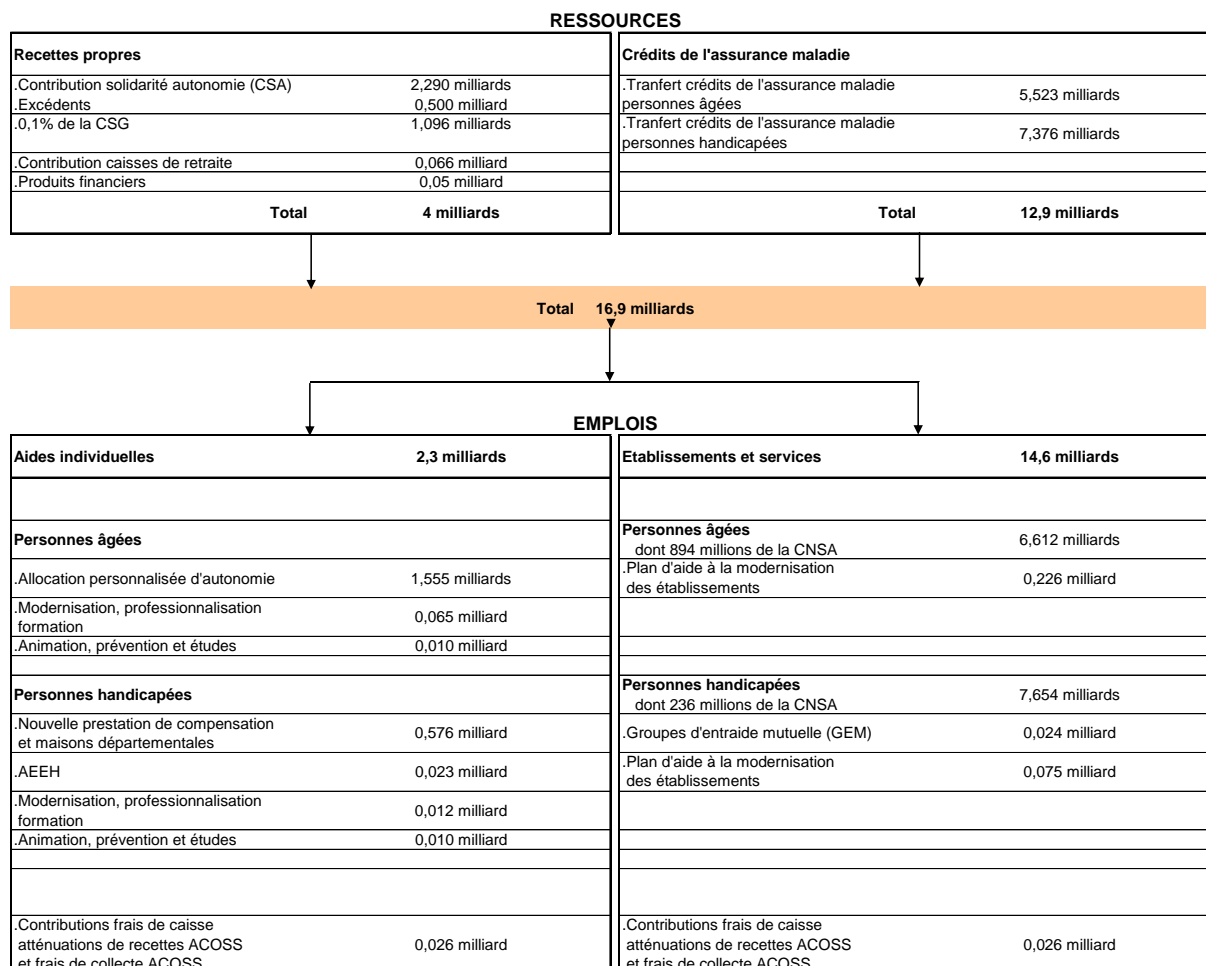 RESSOURCES
Recettes propres
.Contribution solidarité autonomie (CSA) 2,290 milliards
.Excédents 0,500 milliard
.0,1% de la CSG 1,096 milliards
.Contribution caisses de retraite 0,066 milliard
.Produits financiers 0,05 milliard
Total 4 milliards
Crédits de l'assurance maladie
.Tranfert crédits de l'assurance maladie
personnes âgées 5,523 milliards
.Tranfert crédits de l'assurance maladie
personnes handicapées 7,376 milliards
Total 12,9 milliards
Total 16,9 milliards
EMPLOIS
Aides individuelles 2,3 milliards
Personnes âgées
.Allocation personnalisée d'autonomie 1,555 milliards
.Modernisation, professionnalisation
formation 0,065 milliard
.Animation, prévention et études 0,010 milliard
Personnes handicapées
.Nouvelle prestation de compensation
et maisons départementales 0,576 milliard
.AEEH 0,023 milliard
.Modernisation, professionnalisation
formation 0,012 milliard
.Animation, prévention et études 0,010 milliard
.Contributions frais de caisse
atténuations de recettes ACOSS 0,026 milliard
et frais de collecte ACOSS
Etablissements et services 14,6 milliards
Personnes âgées
dont 894 millions de la CNSA 6,612 milliards
.Plan d'aide à la modernisation
des établissements 0,226 milliard
Personnes handicapées
dont 236 millions de la CNSA 7,654 milliards
.Groupes d'entraide mutuelle (GEM) 0,024 milliard
.Plan d'aide à la modernisation
des établissements 0,075 milliard
.Contributions frais de caisse
atténuations de recettes ACOSS 0,026 milliard
et frais de collecte ACOSS